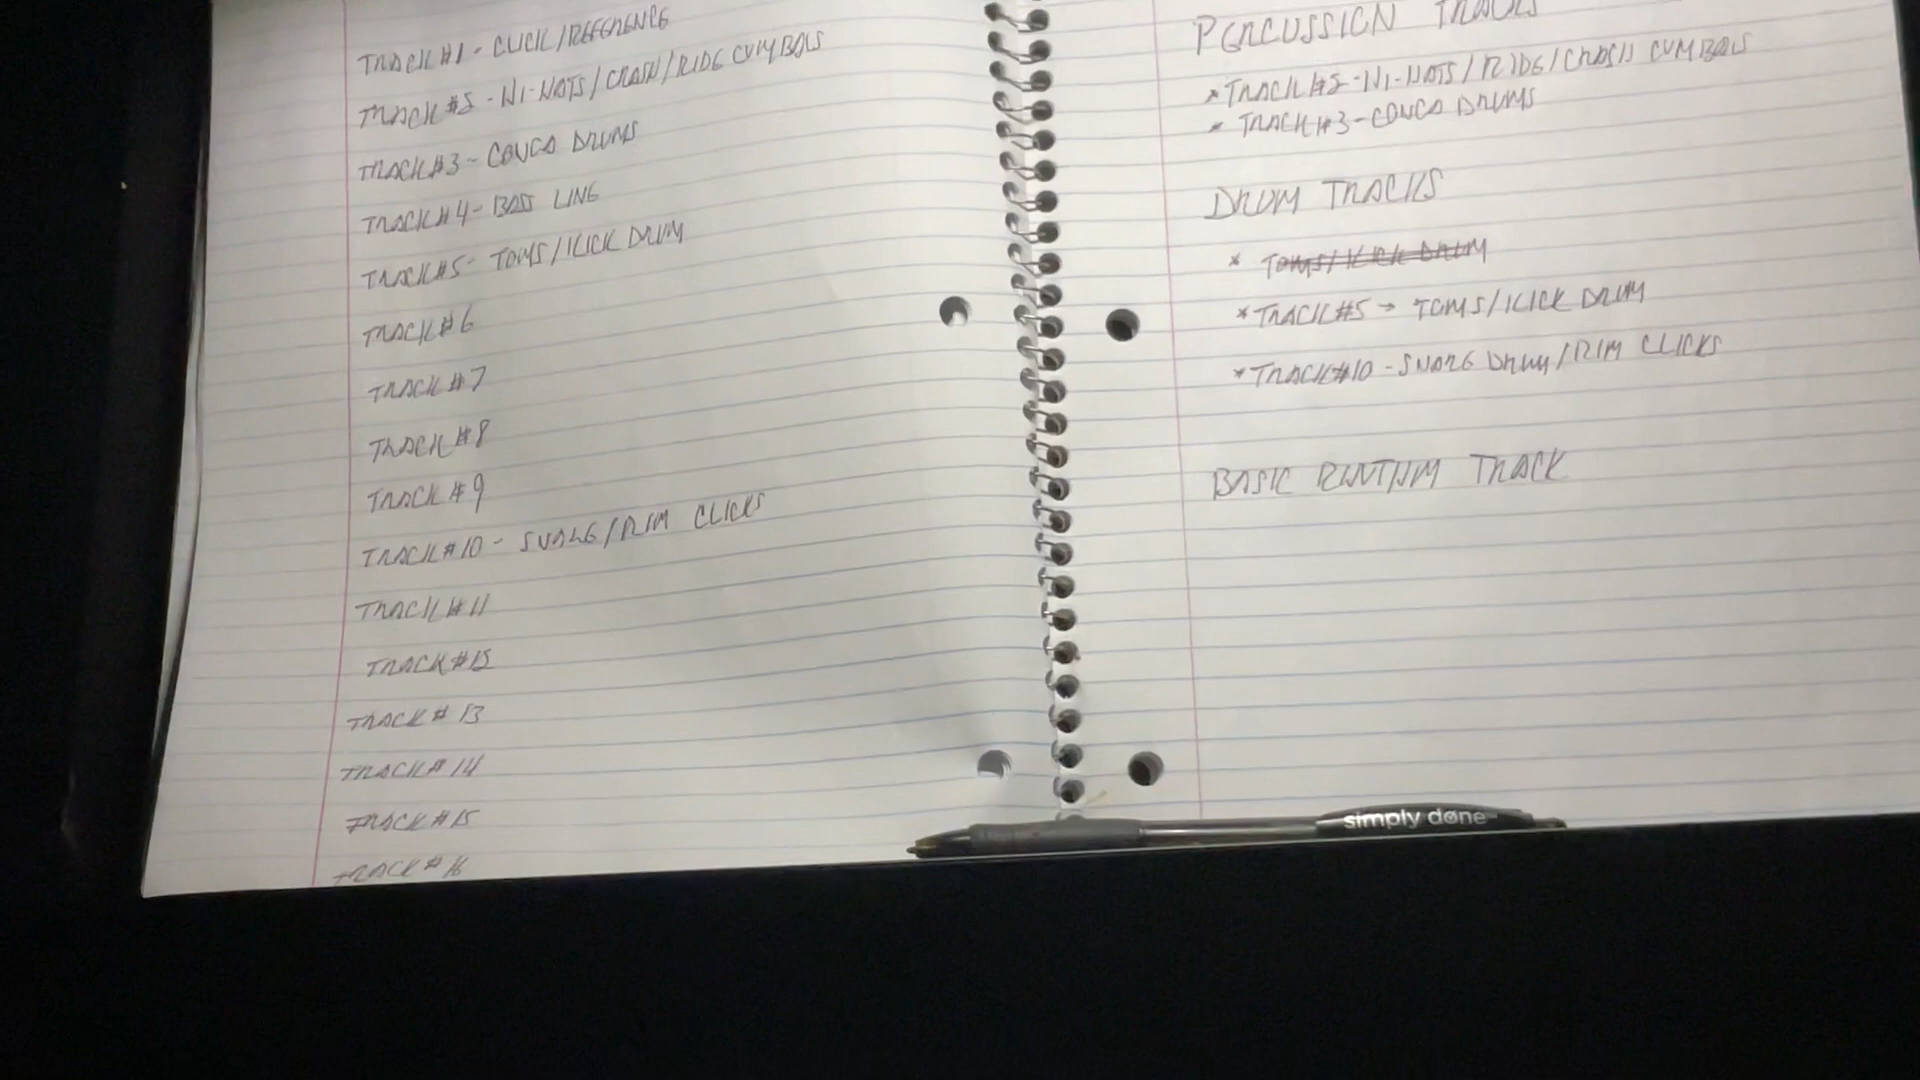 TRACK #1 - CLICK/REFERENCE
TRACK #2 - HI-HATS/CRASH/RIDE CYMBALS
TRACK #3 - CONGA DRUMS
TRACK #4 - BASS LINE
TRACK #5 - TOMS/KICK DRUM
TRACK #6
TRACK #7
TRACK #8
TRACK #9
TRACK #10 - SNARE/RIM CLICKS
TRACK #11
TRACK #12
TRACK #13
TRACK #14
TRACK #15
TRACK #16
PERCUSSION TRACKS
* TRACK #2 - HI-HATS/RIDE/CRASH CYMBALS
* TRACK #3 - CONGA DRUMS
DRUM TRACKS
* TOMS/KICK DRUM
* TRACK #5 → TOMS/KICK DRUM
* TRACK #10 - SNARE DRUM/RIM CLICKS
BASIC RHYTHM TRACK
simply done